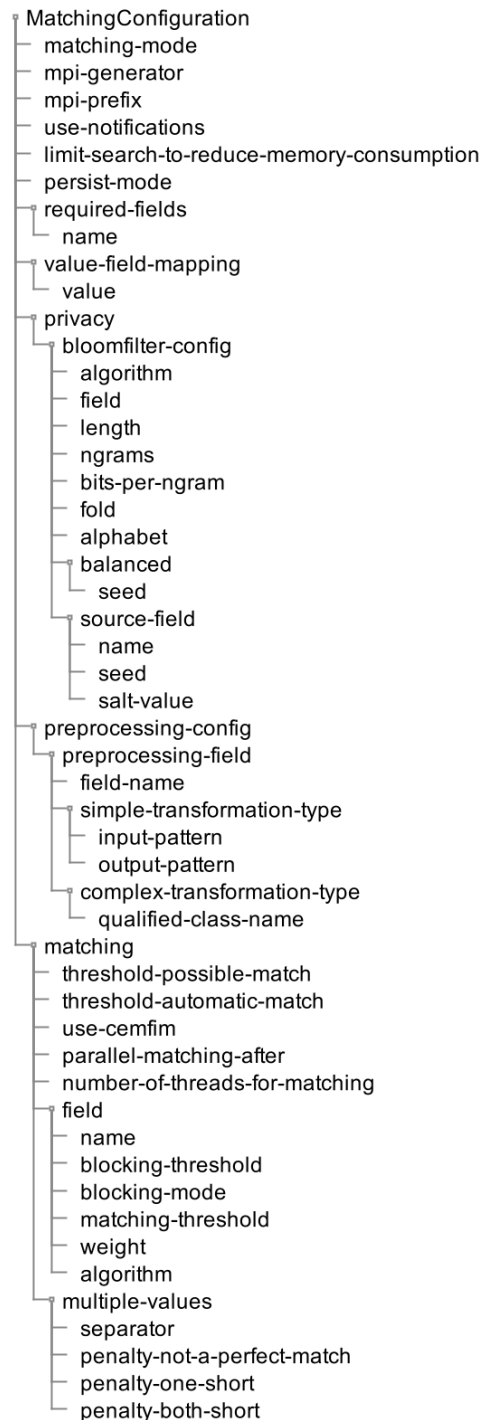 MatchingConfiguration
matching-mode
mpi-generator
mpi-prefix
use-notifications
limit-search-to-reduce-memory-consumption
persist-mode
required-fields
name
value-field-mapping
value
privacy
bloomfilter-config
algorithm
field
length
ngrams
bits-per-ngram
fold
alphabet
balanced
seed
source-field
name
seed
salt-value
preprocessing-config
preprocessing-field
field-name
simple-transformation-type
input-pattern
output-pattern
complex-transformation-type
qualified-class-name
matching
threshold-possible-match
threshold-automatic-match
use-cemfim
parallel-matching-after
number-of-threads-for-matching
field
name
blocking-threshold
blocking-mode
matching-threshold
weight
algorithm
multiple-values
separator
penalty-not-a-perfect-match
penalty-one-short
penalty-both-short